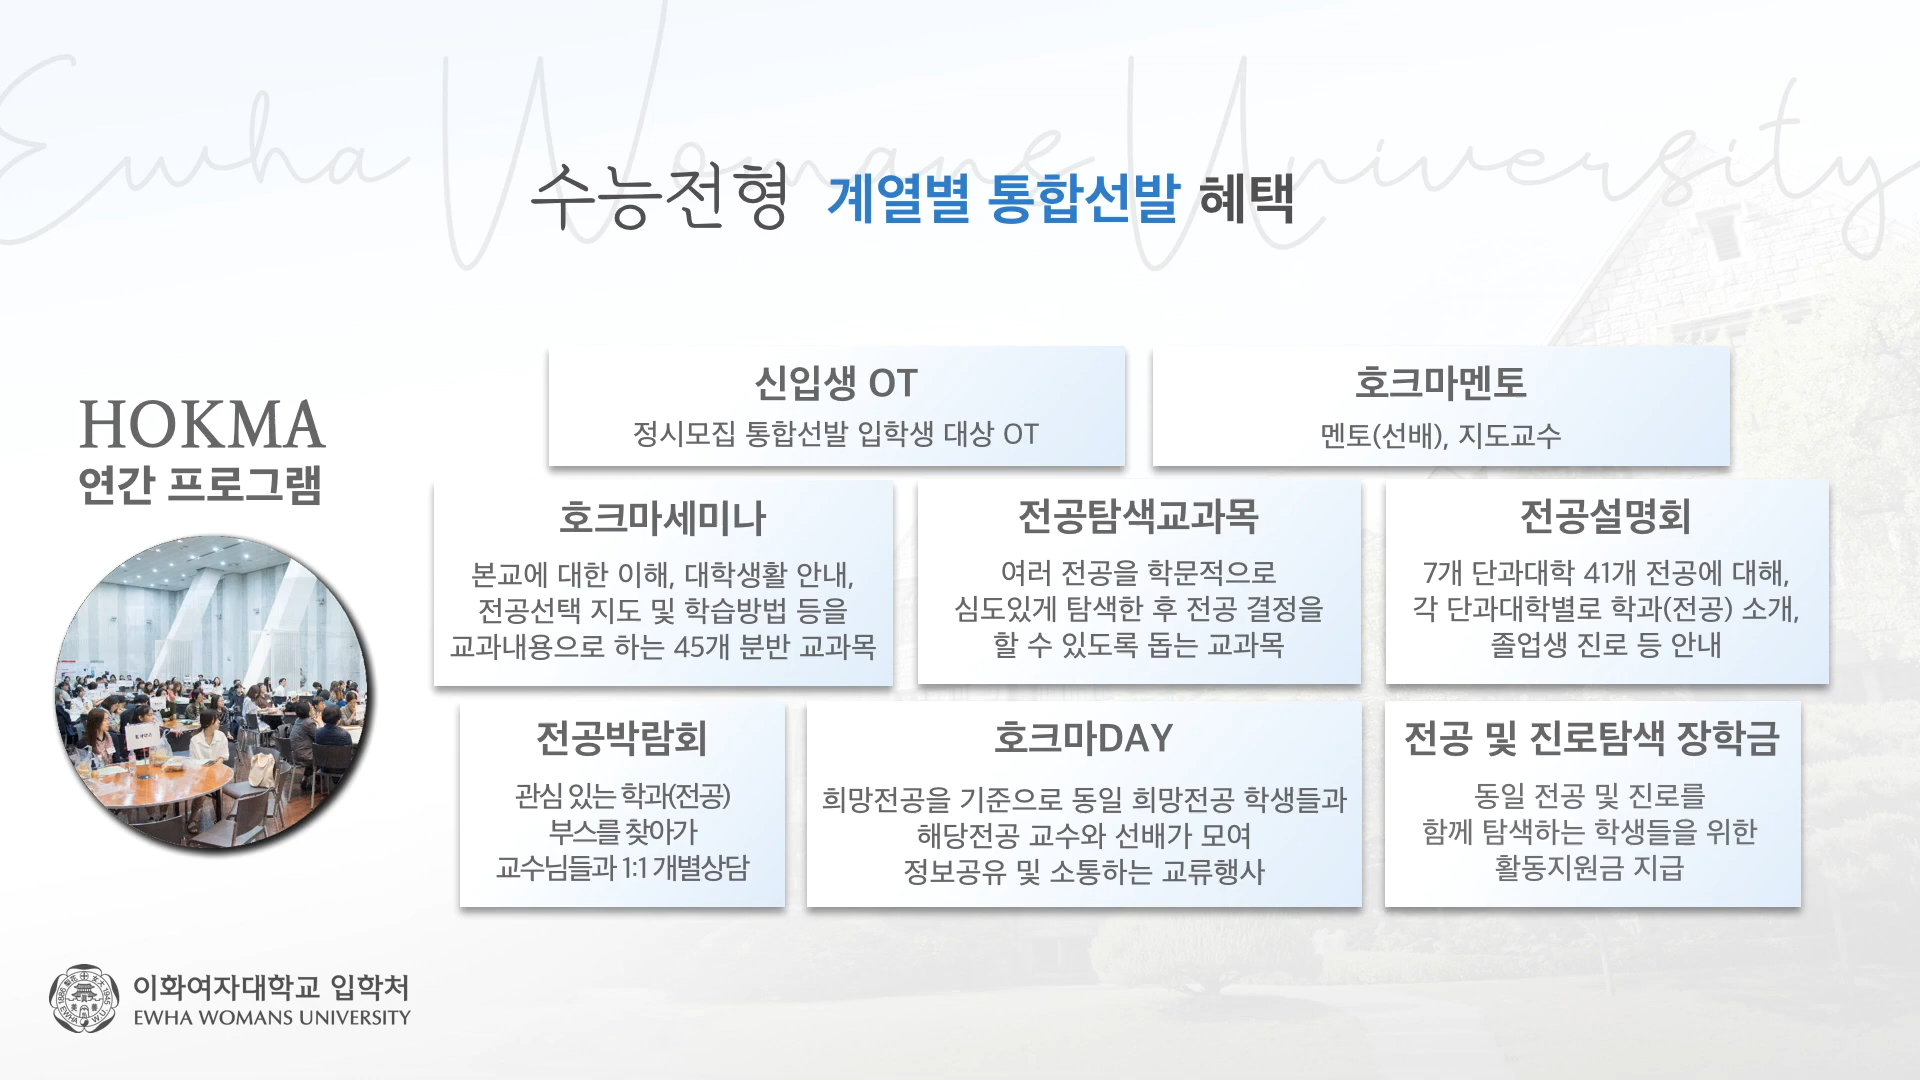 Ewha Womans University
수능전형 계열별 통합선발 혜택
HOKMA
연간 프로그램
신입생 OT
정시모집 통합선발 입학생 대상 OT
호크마멘토
멘토(선배), 지도교수
호크마세미나
본교에 대한 이해, 대학생활 안내,
전공선택 지도 및 학습방법 등을
교과내용으로 하는 45개 분반 교과목
전공탐색교과목
여러 전공을 학문적으로
심도있게 탐색한 후 전공 결정을
할 수 있도록 돕는 교과목
전공설명회
7개 단과대학 41개 전공에 대해,
각 단과대학별로 학과(전공) 소개,
졸업생 진로 등 안내
전공박람회
관심 있는 학과(전공)
부스를 찾아가
교수님들과 1:1 개별상담
호크마DAY
희망전공을 기준으로 동일 희망전공 학생들과
해당전공 교수와 선배가 모여
정보공유 및 소통하는 교류행사
전공 및 진로탐색 장학금
동일 전공 및 진로를
함께 탐색하는 학생들을 위한
활동지원금 지급
이화여자대학교 입학처
EWHA WOMANS UNIVERSITY